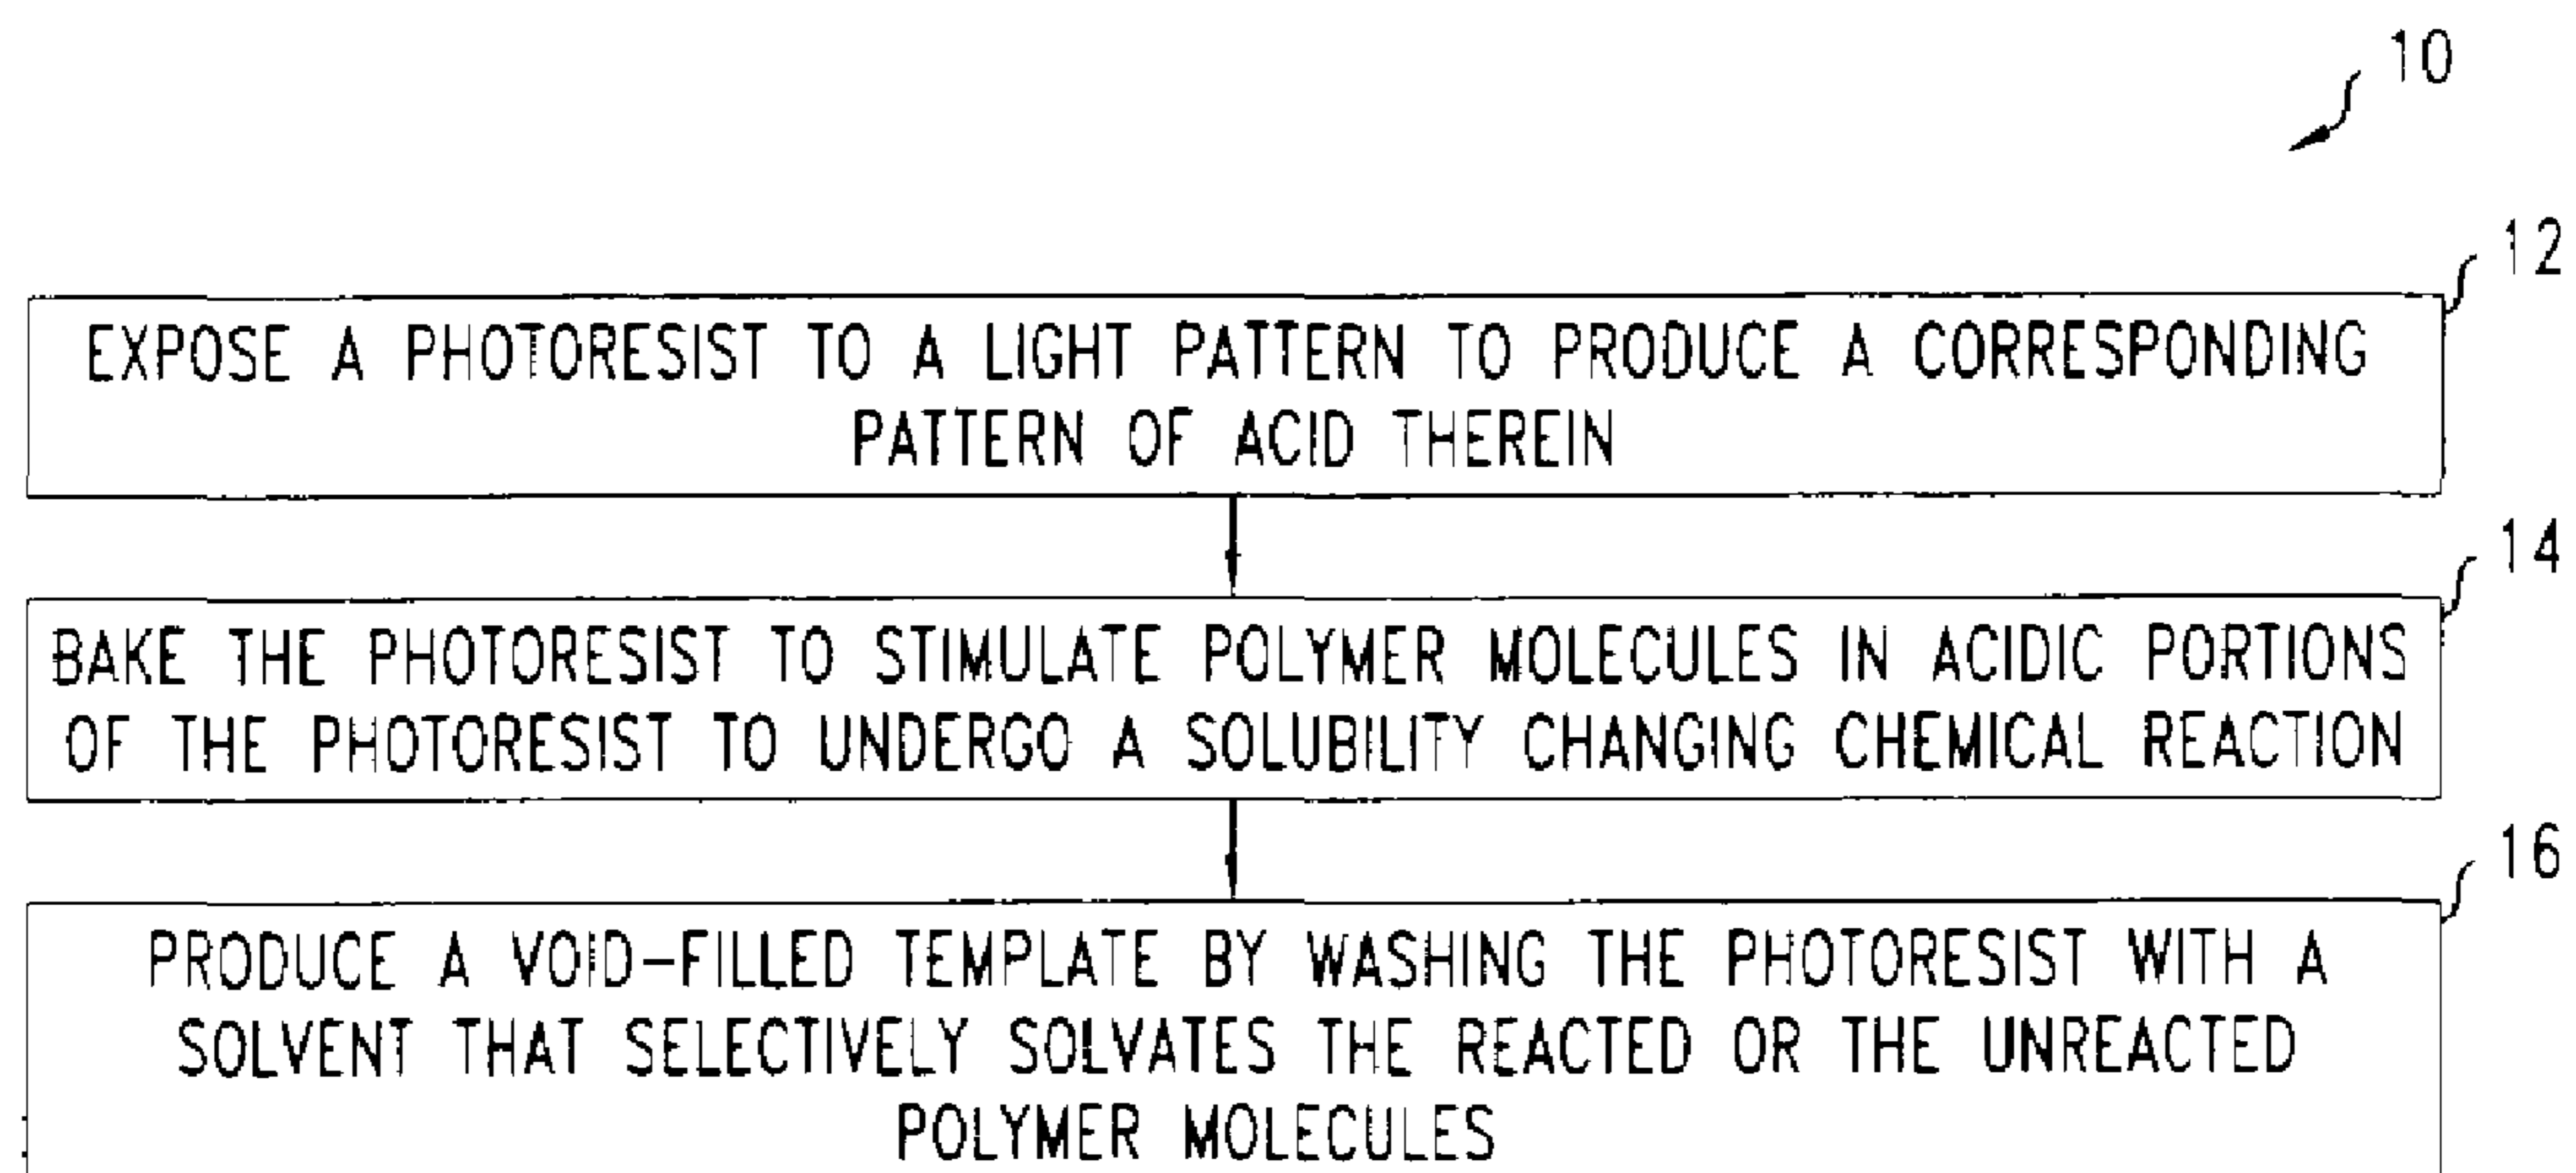 10
12
EXPOSE A PHOTORESIST TO A LIGHT PATTERN TO PRODUCE A CORRESPONDING
PATTERN OF ACID THEREIN
14
BAKE THE PHOTORESIST TO STIMULATE POLYMER MOLECULES IN ACIDIC PORTIONS
OF THE PHOTORESIST TO UNDERGO A SOLUBILITY CHANGING CHEMICAL REACTION
16
PRODUCE A VOID-FILLED TEMPLATE BY WASHING THE PHOTORESIST WITH A
SOLVENT THAT SELECTIVELY SOLVATES THE REACTED OR THE UNREACTED
POLYMER MOLECULES